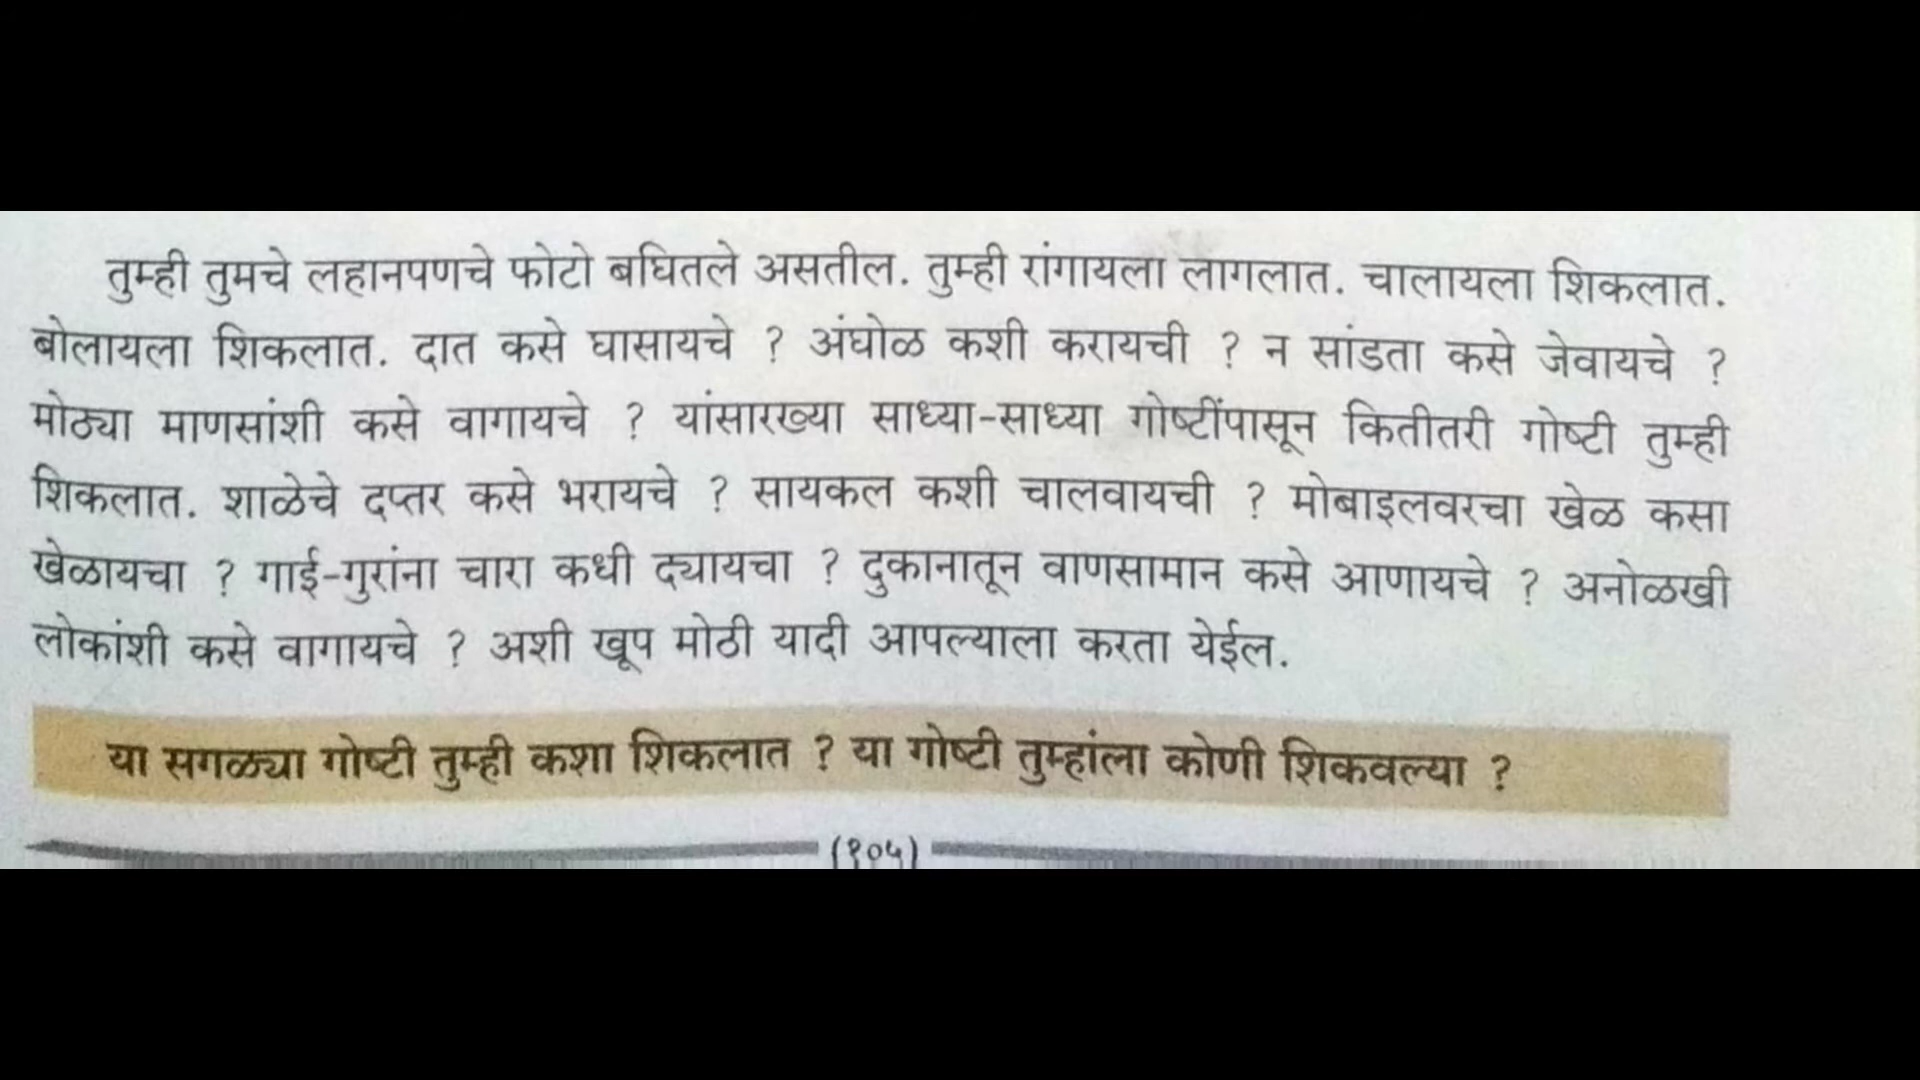 तुम्ही तुमचे लहानपणचे फोटो बघितले असतील. तुम्ही रांगायला लागलात. चालायला शिकलात.
बोलायला शिकलात. दात कसे घासायचे ? अंघोळ कशी करायची ? न सांडता कसे जेवायचे ?
मोठ्या माणसांशी कसे वागायचे ? यांसारख्या साध्या-साध्या गोष्टींपासून कितीतरी गोष्टी तुम्ही
शिकलात. शाळेचे दप्तर कसे भरायचे ? सायकल कशी चालवायची ? मोबाइलवरचा खेळ कसा
खेळायचा ? गाई-गुरांना चारा कधी द्यायचा ? दुकानातून वाणसामान कसे आणायचे ? अनोळखी
लोकांशी कसे वागायचे ? अशी खूप मोठी यादी आपल्याला करता येईल.
या सगळ्या गोष्टी तुम्ही कशा शिकलात ? या गोष्टी तुम्हांला कोणी शिकवल्या ?
(१०५)